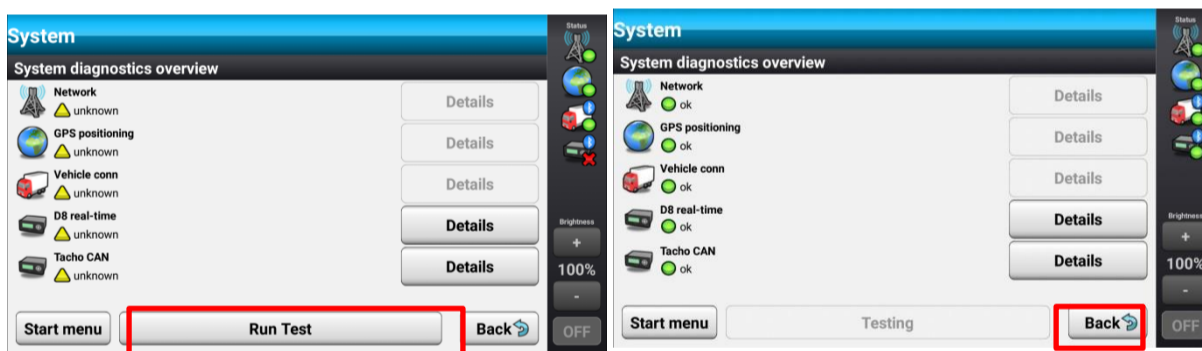 System
Status
System diagnostics overview
Network
unknown
Details
GPS positioning
unknown
Details
Vehicle conn
unknown
Details
D8 real-time
unknown
Details
Brightness
+
Tacho CAN
unknown
Details
100%
-
Start menu
Run Test
Back
OFF
System
Status
System diagnostics overview
Network
ok
Details
GPS positioning
ok
Details
Vehicle conn
ok
Details
D8 real-time
ok
Details
Brightness
+
Tacho CAN
ok
Details
100%
-
Start menu
Testing
Back
OFF